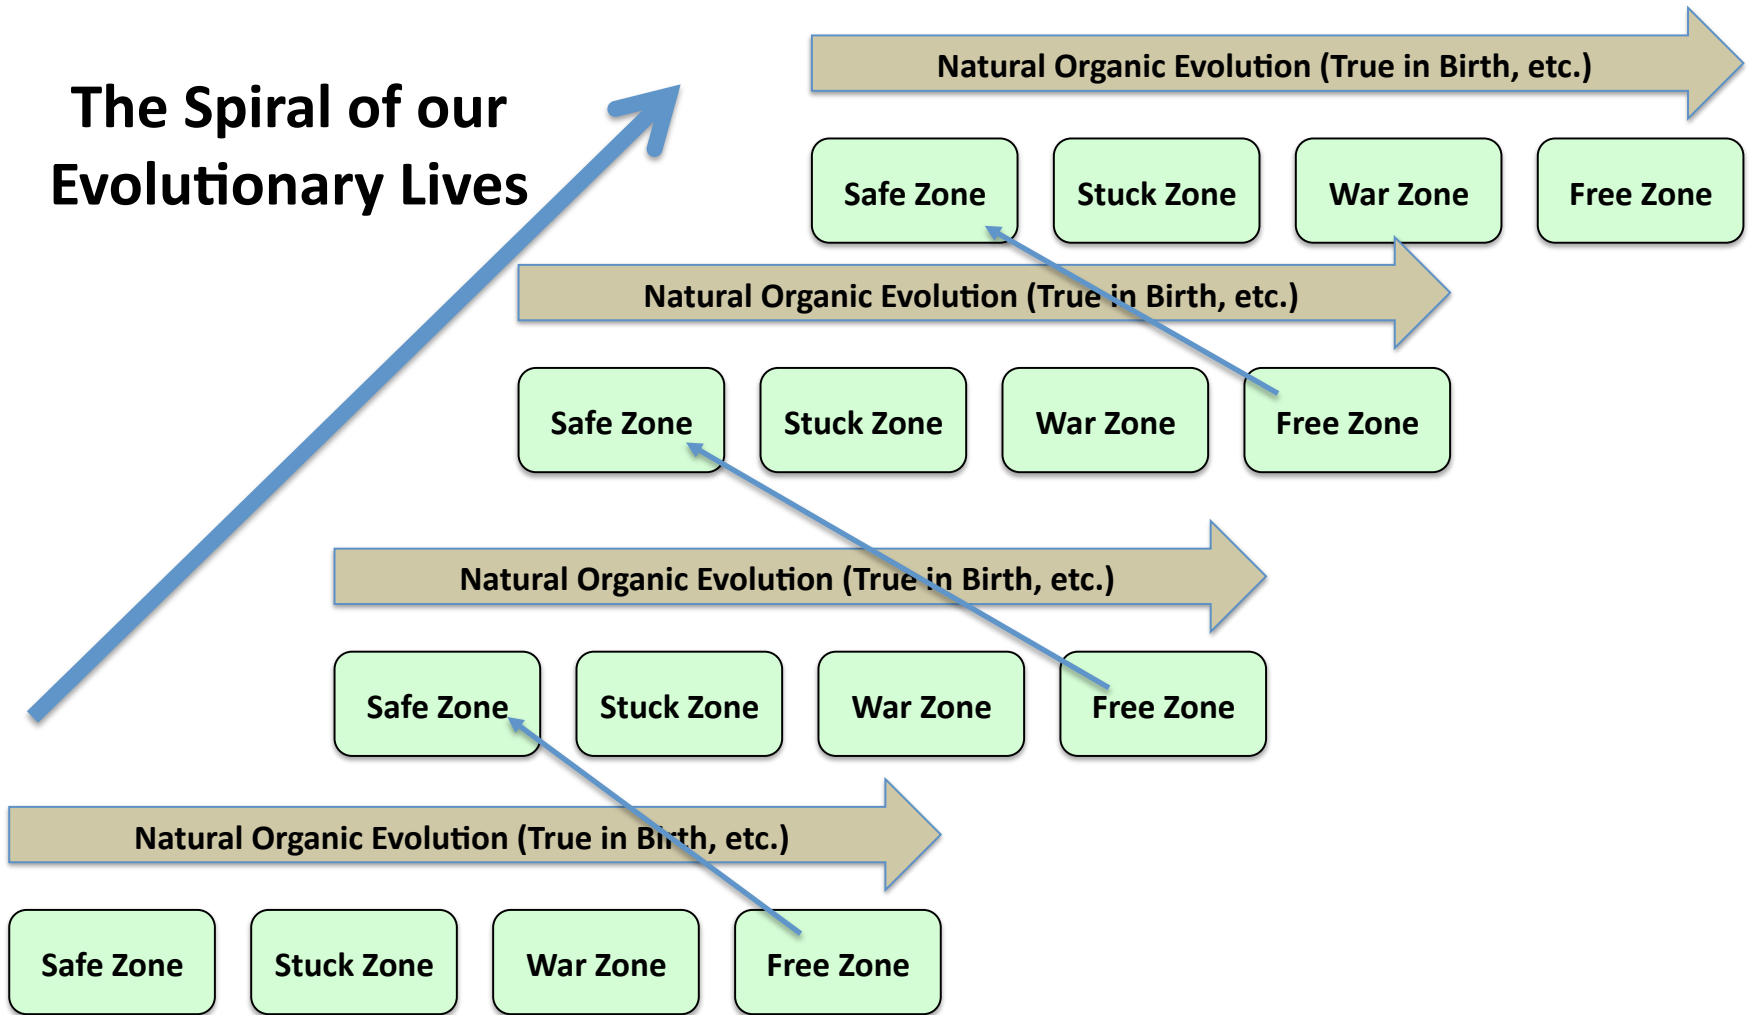 The Spiral of our
Evolutionary Lives
Natural Organic Evolution (True in Birth, etc.)
Safe Zone
Stuck Zone
War Zone
Free Zone
Natural Organic Evolution (True in Birth, etc.)
Safe Zone
Stuck Zone
War Zone
Free Zone
Natural Organic Evolution (True in Birth, etc.)
Safe Zone
Stuck Zone
War Zone
Free Zone
Natural Organic Evolution (True in Birth, etc.)
Safe Zone
Stuck Zone
War Zone
Free Zone